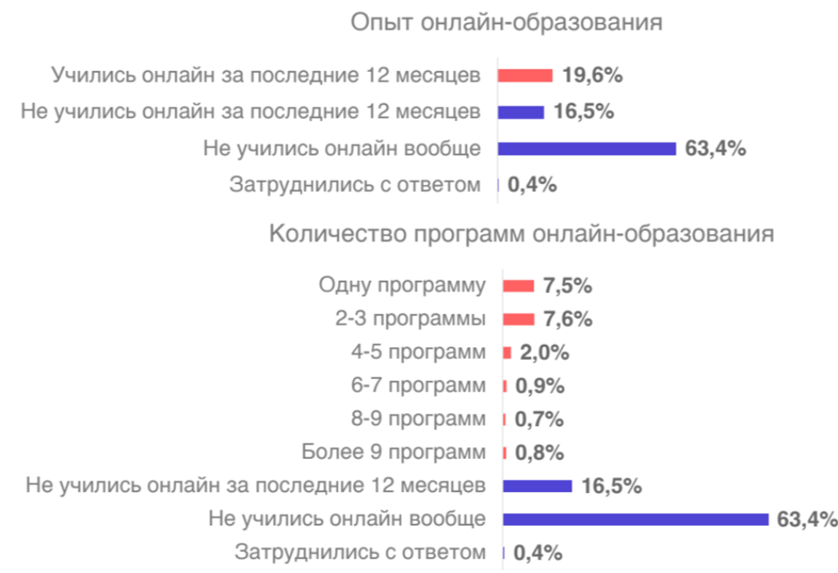 Опыт онлайн-образования
Учились онлайн за последние 12 месяцев 19,6%
Не учились онлайн за последние 12 месяцев 16,5%
Не учились онлайн вообще 63,4%
Затруднились с ответом 0,4%
Количество программ онлайн-образования
Одну программу 7,5%
2-3 программы 7,6%
4-5 программ 2,0%
6-7 программ 0,9%
8-9 программ 0,7%
Более 9 программ 0,8%
Не учились онлайн за последние 12 месяцев 16,5%
Не учились онлайн вообще 63,4%
Затруднились с ответом 0,4%